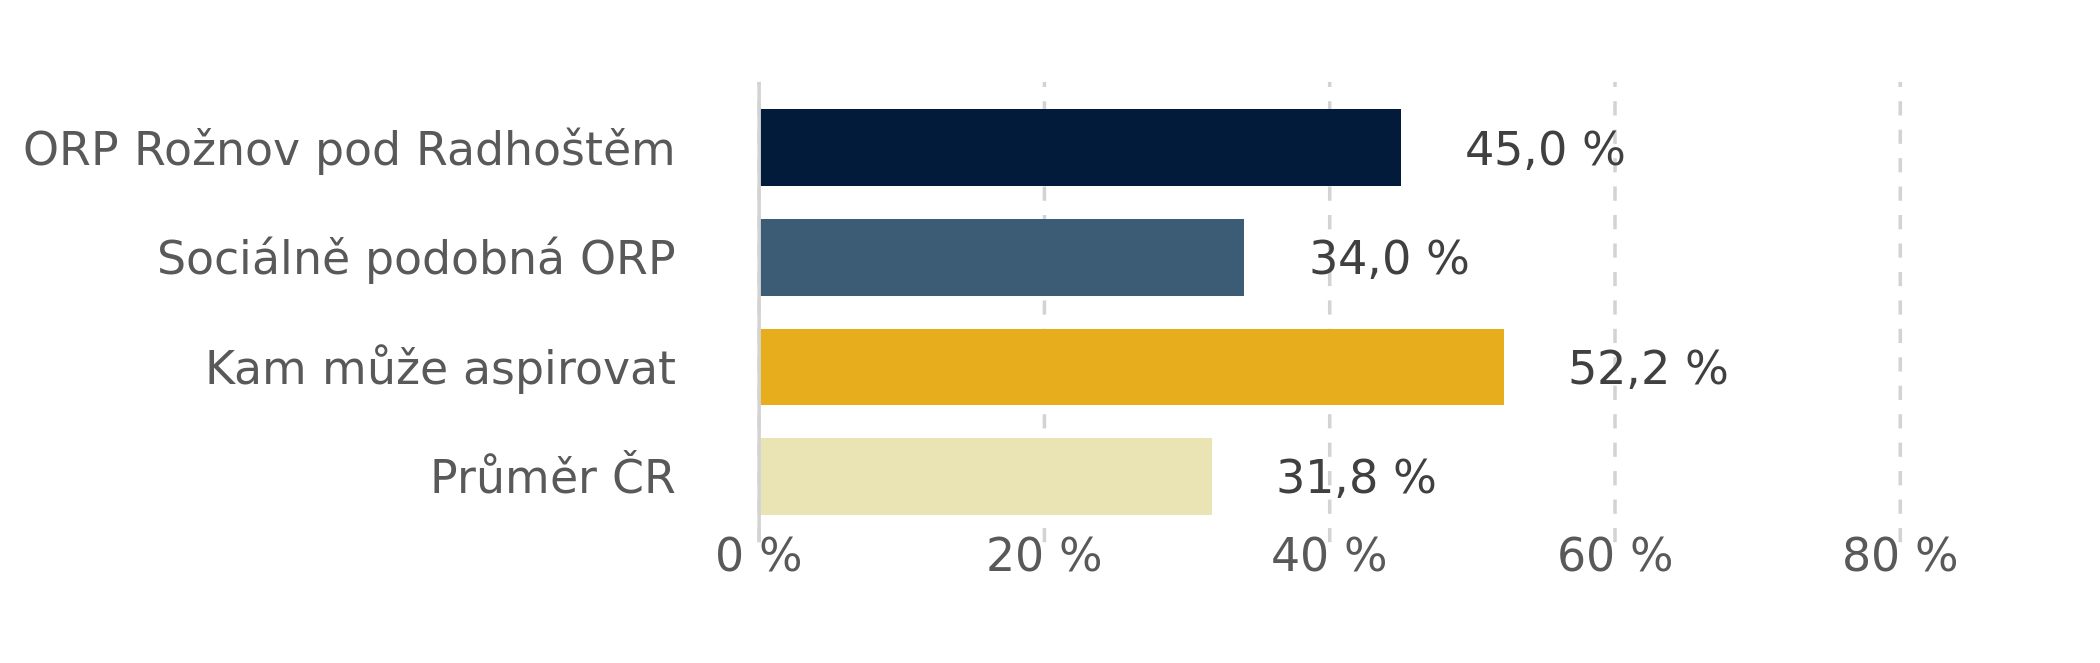 ORP Rožnov pod Radhoštěm 45,0 %
Sociálně podobná ORP 34,0 %
Kam může aspirovat 52,2 %
Průměr ČR 31,8 %
0 % 20 % 40 % 60 % 80 %